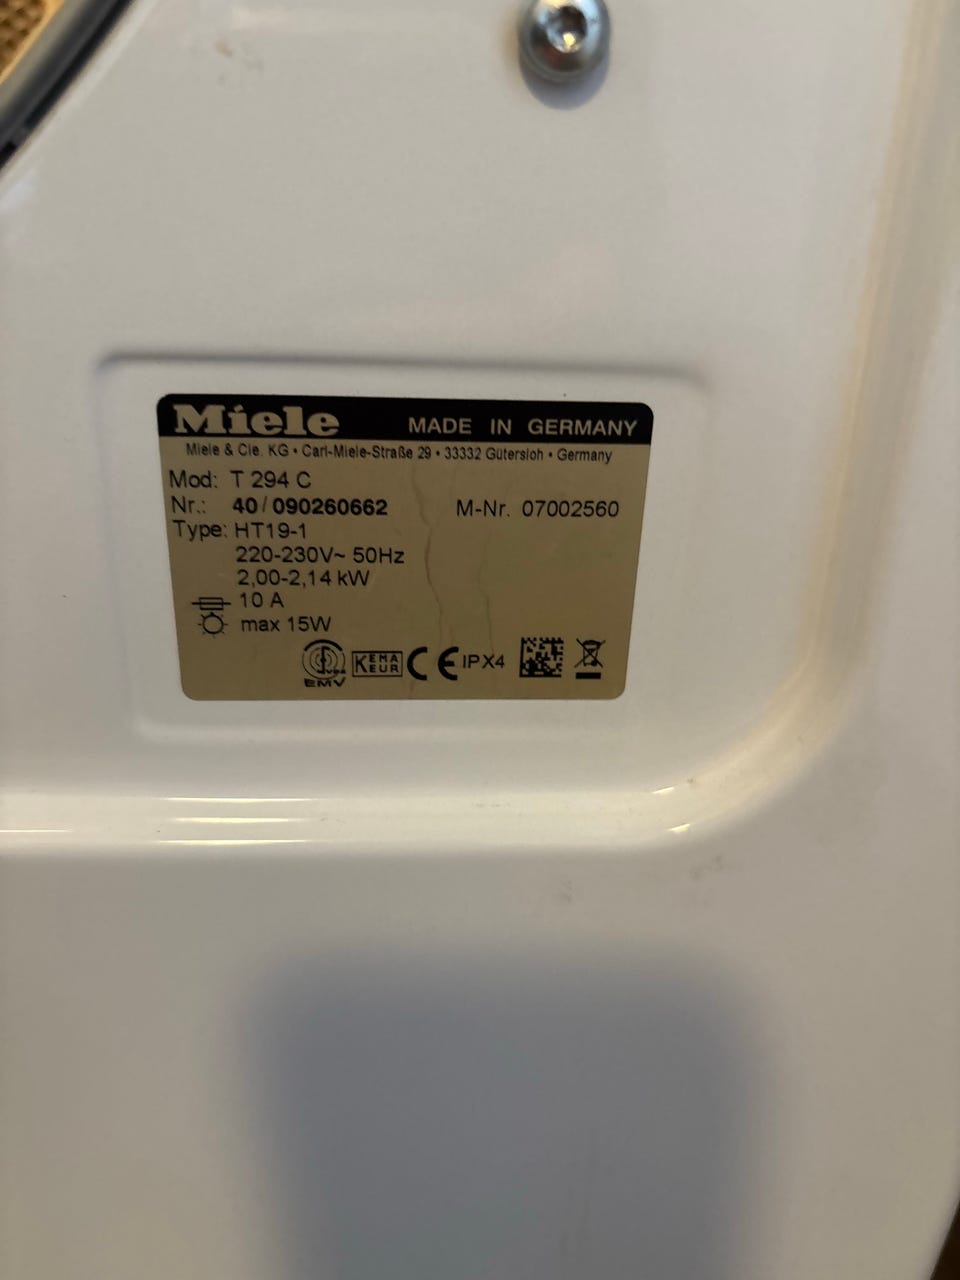 Miele MADE IN GERMANY
Miele & Cie. KG • Carl-Miele-Straße 29 • 33332 Gütersloh • Germany
Mod: T 294 C
Nr.: 40/090260662 M-Nr. 07002560
Type: HT19-1
220-230V~ 50Hz
2,00-2,14 kW
10 A
max 15W
EMV KEMA KEUR CE IPX4